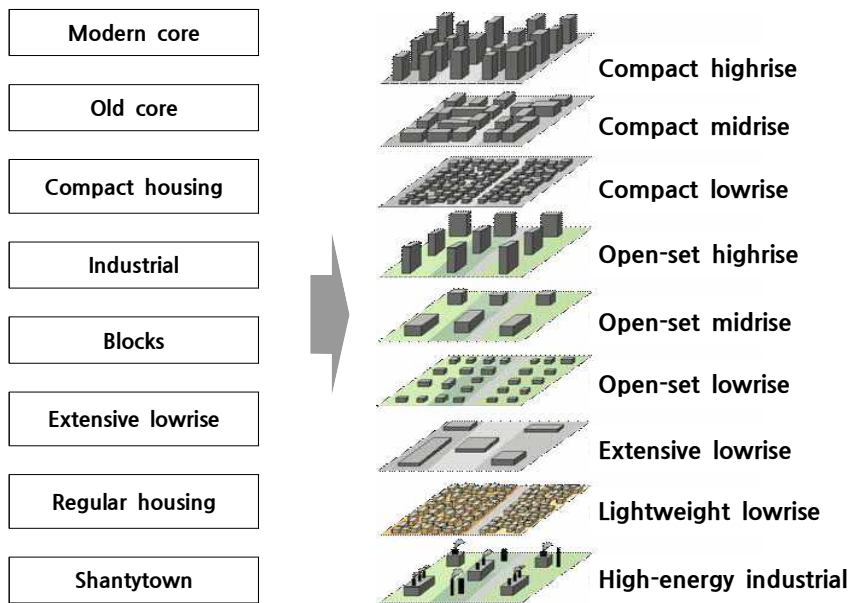 Modern core
Old core
Compact housing
Industrial
Blocks
Extensive lowrise
Regular housing
Shantytown
Compact highrise
Compact midrise
Compact lowrise
Open-set highrise
Open-set midrise
Open-set lowrise
Extensive lowrise
Lightweight lowrise
High-energy industrial